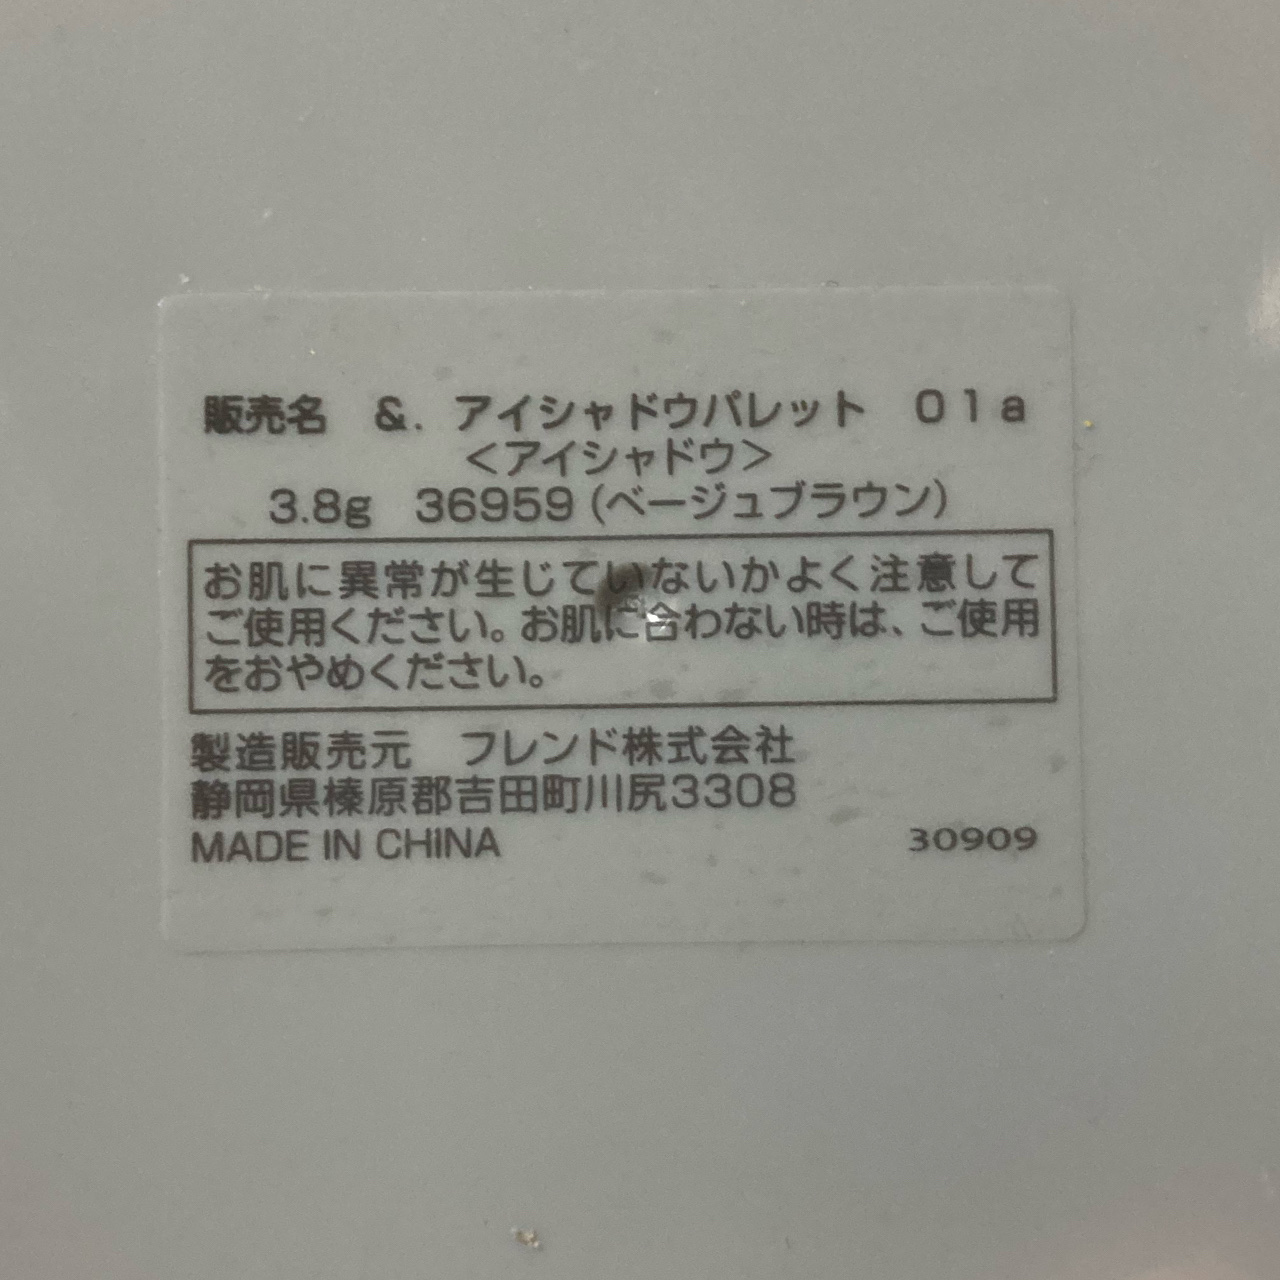 販売名　&. アイシャドウパレット　01a
<アイシャドウ>
3.8g　36959(ベージュブラウン)
お肌に異常が生じていないかよく注意して
ご使用ください。お肌に合わない時は、ご使用
をおやめください。
製造販売元　フレンド株式会社
静岡県榛原郡吉田町川尻3308
MADE IN CHINA　30909